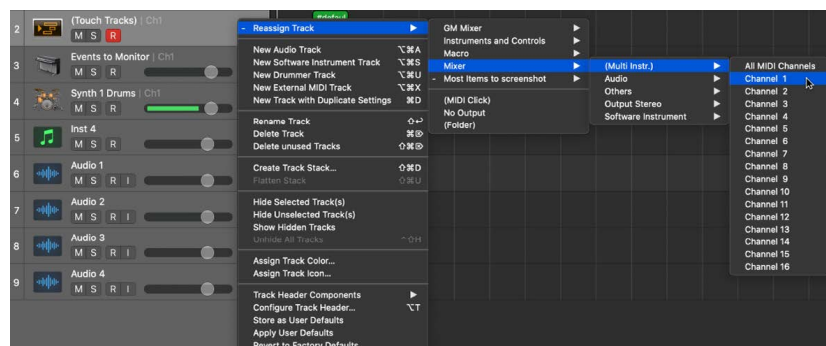 2
(Touch Tracks) | Ch1
M S R
3
Events to Monitor | Ch1
M S R
4
Synth 1 Drums | Ch1
M S R
5
Inst 4
M S R
6
Audio 1
M S R I
7
Audio 2
M S R I
8
Audio 3
M S R I
9
Audio 4
M S R I
- Reassign Track ▶
New Audio Track ⌥⌘A
New Software Instrument Track ⌥⌘S
New Drummer Track ⌥⌘U
New External MIDI Track ⌥⌘X
New Track with Duplicate Settings ⌘D
Rename Track ⇧↩
Delete Track ⌘⌦
Delete unused Tracks ⇧⌘⌦
Create Track Stack... ⇧⌘D
Flatten Stack ⇧⌘U
Hide Selected Track(s)
Hide Unselected Track(s)
Show Hidden Tracks
Unhide All Tracks ⌃⇧H
Assign Track Color...
Assign Track Icon...
Track Header Components ▶
Configure Track Header... ⌥T
Store as User Defaults
Apply User Defaults
Revert to Factory Defaults
GM Mixer ▶
Instruments and Controls ▶
Macro ▶
Mixer ▶
- Most Items to screenshot ▶
(MIDI Click)
No Output
(Folder)
(Multi Instr.) ▶
Audio ▶
Others ▶
Output Stereo ▶
Software Instrument ▶
All MIDI Channels
Channel 1
Channel 2
Channel 3
Channel 4
Channel 5
Channel 6
Channel 7
Channel 8
Channel 9
Channel 10
Channel 11
Channel 12
Channel 13
Channel 14
Channel 15
Channel 16